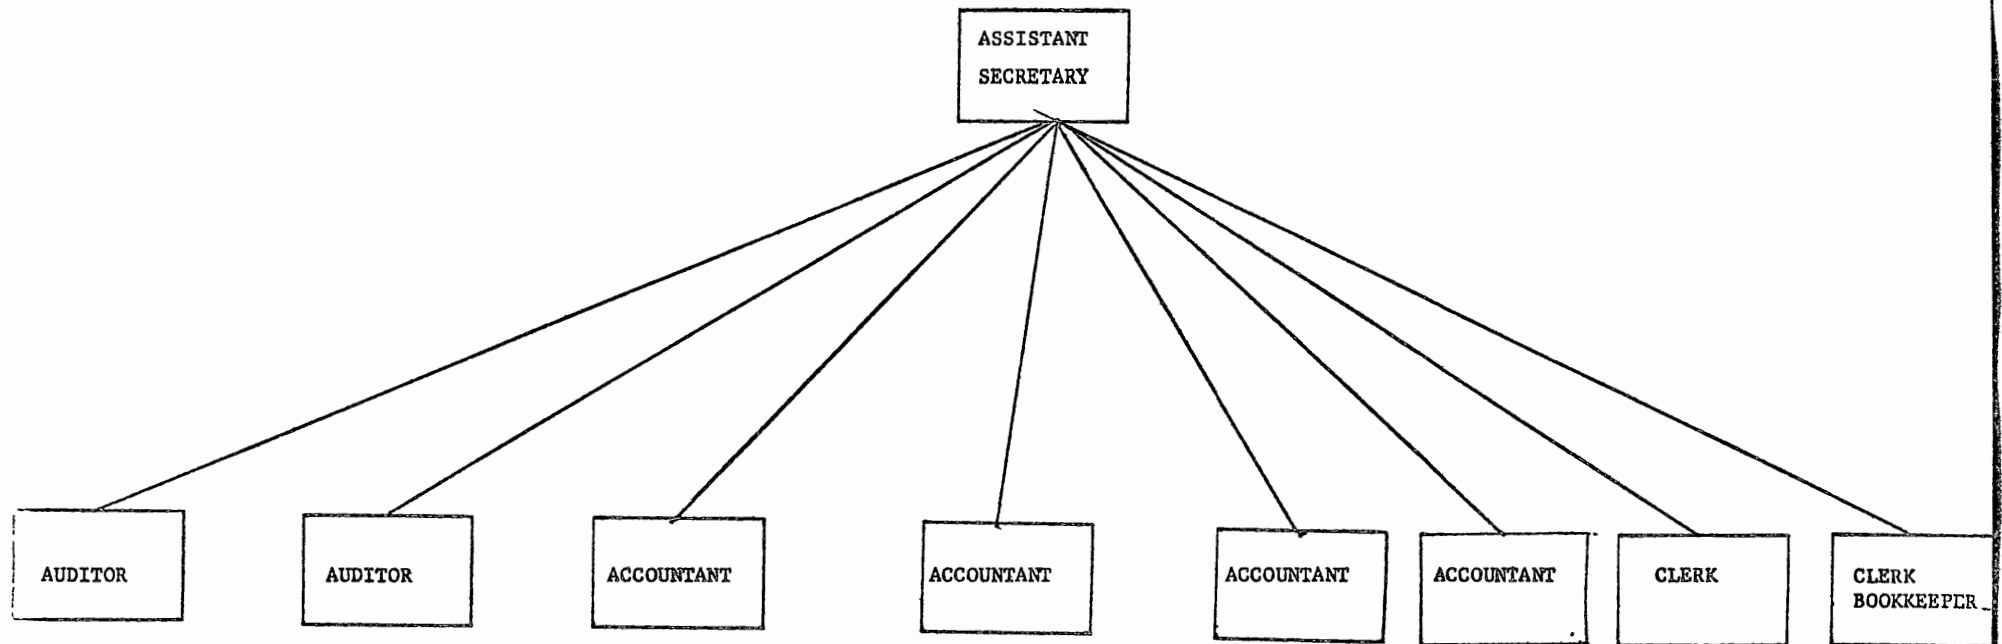 ASSISTANT
SECRETARY
AUDITOR
AUDITOR
ACCOUNTANT
ACCOUNTANT
ACCOUNTANT
ACCOUNTANT
CLERK
CLERK
BOOKKEEPER